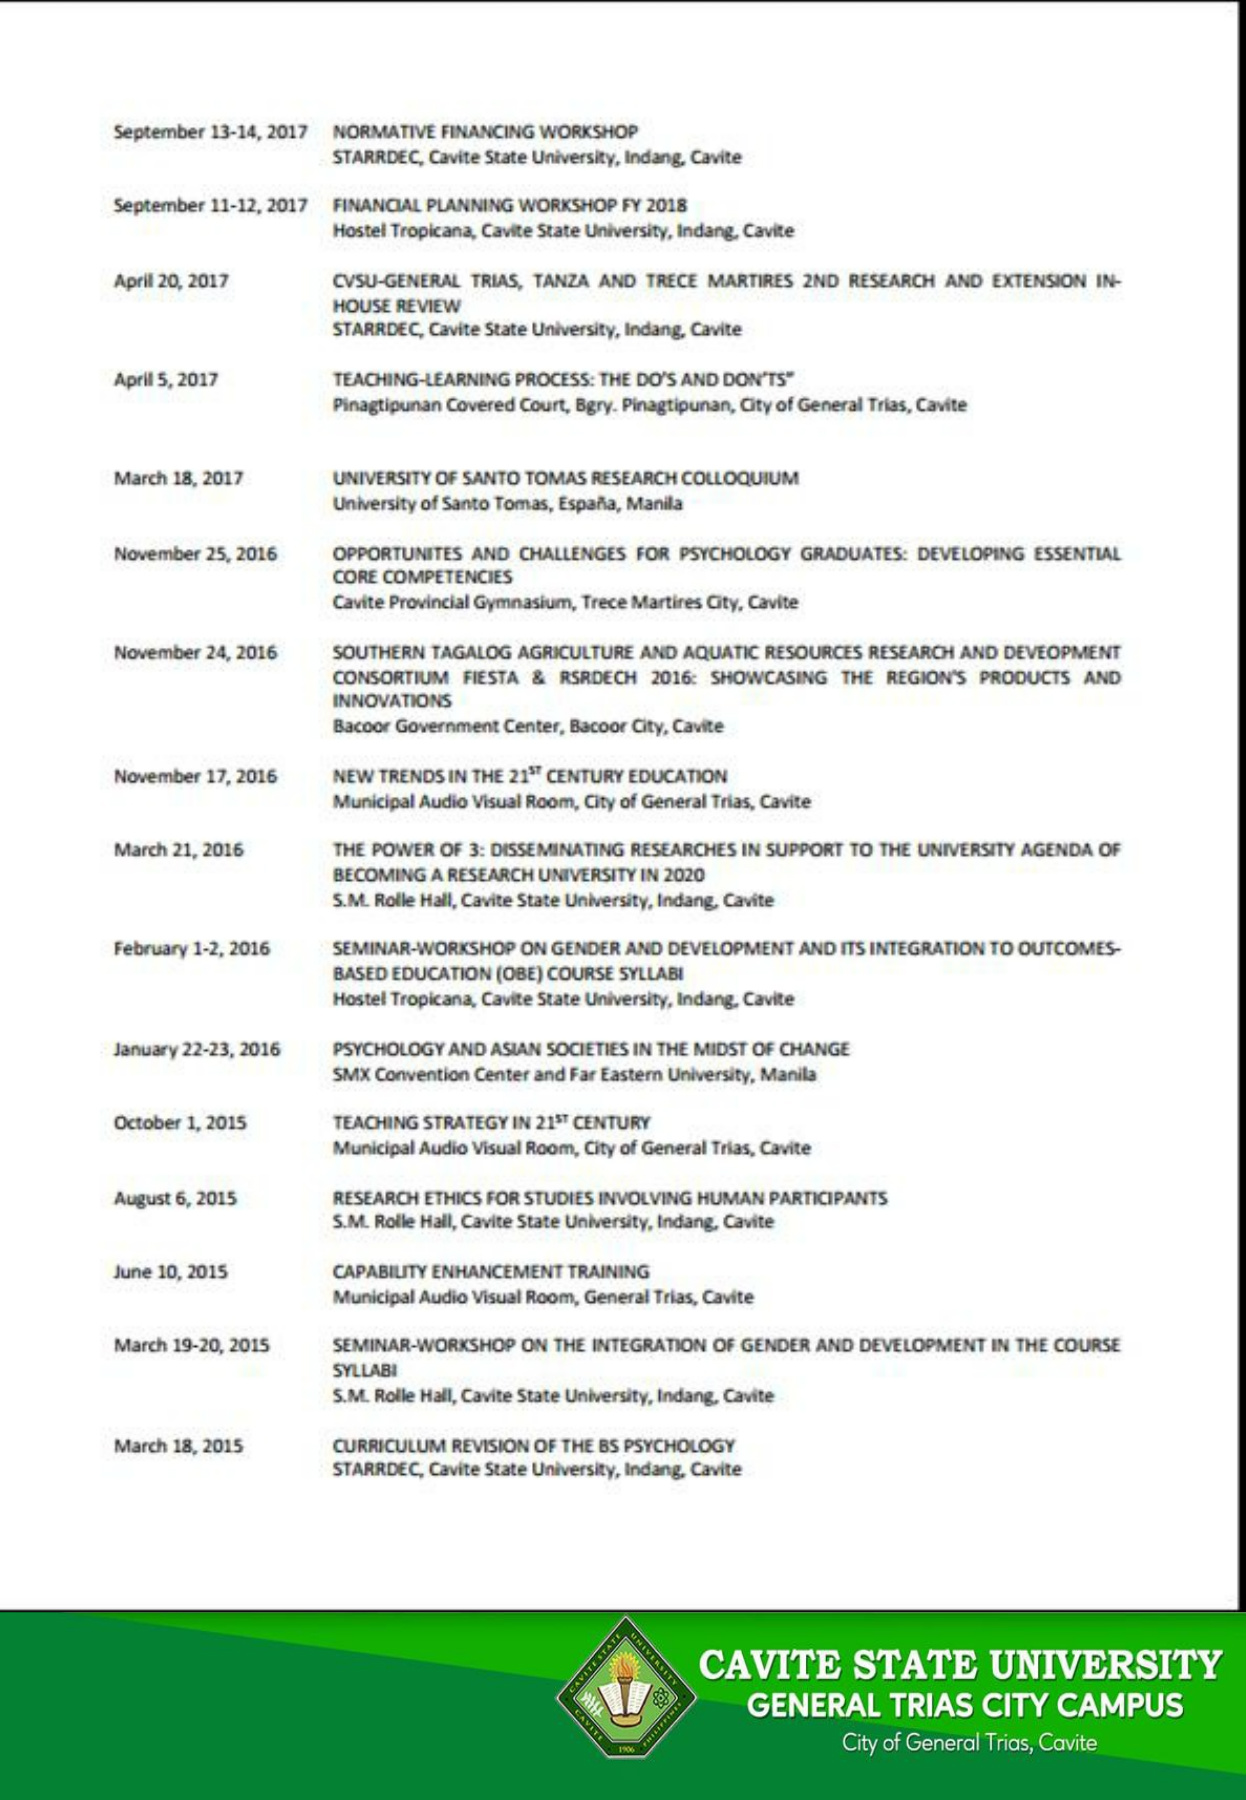 September 13-14, 2017 NORMATIVE FINANCING WORKSHOP
STARRDEC, Cavite State University, Indang, Cavite
September 11-12, 2017 FINANCIAL PLANNING WORKSHOP FY 2018
Hostel Tropicana, Cavite State University, Indang, Cavite
April 20, 2017 CVSU-GENERAL TRIAS, TANZA AND TRECE MARTIRES 2ND RESEARCH AND EXTENSION IN-
HOUSE REVIEW
STARRDEC, Cavite State University, Indang, Cavite
April 5, 2017 TEACHING-LEARNING PROCESS: THE DO'S AND DON'TS"
Pinagtipunan Covered Court, Bgry. Pinagtipunan, City of General Trias, Cavite
March 18, 2017 UNIVERSITY OF SANTO TOMAS RESEARCH COLLOQUIUM
University of Santo Tomas, España, Manila
November 25, 2016 OPPORTUNITES AND CHALLENGES FOR PSYCHOLOGY GRADUATES: DEVELOPING ESSENTIAL
CORE COMPETENCIES
Cavite Provincial Gymnasium, Trece Martires City, Cavite
November 24, 2016 SOUTHERN TAGALOG AGRICULTURE AND AQUATIC RESOURCES RESEARCH AND DEVEOPMENT
CONSORTIUM FIESTA & RSRDECH 2016: SHOWCASING THE REGION'S PRODUCTS AND
INNOVATIONS
Bacoor Government Center, Bacoor City, Cavite
November 17, 2016 NEW TRENDS IN THE 21ST CENTURY EDUCATION
Municipal Audio Visual Room, City of General Trias, Cavite
March 21, 2016 THE POWER OF 3: DISSEMINATING RESEARCHES IN SUPPORT TO THE UNIVERSITY AGENDA OF
BECOMING A RESEARCH UNIVERSITY IN 2020
S.M. Rolle Hall, Cavite State University, Indang, Cavite
February 1-2, 2016 SEMINAR-WORKSHOP ON GENDER AND DEVELOPMENT AND ITS INTEGRATION TO OUTCOMES-
BASED EDUCATION (OBE) COURSE SYLLABI
Hostel Tropicana, Cavite State University, Indang, Cavite
January 22-23, 2016 PSYCHOLOGY AND ASIAN SOCIETIES IN THE MIDST OF CHANGE
SMX Convention Center and Far Eastern University, Manila
October 1, 2015 TEACHING STRATEGY IN 21ST CENTURY
Municipal Audio Visual Room, City of General Trias, Cavite
August 6, 2015 RESEARCH ETHICS FOR STUDIES INVOLVING HUMAN PARTICIPANTS
S.M. Rolle Hall, Cavite State University, Indang, Cavite
June 10, 2015 CAPABILITY ENHANCEMENT TRAINING
Municipal Audio Visual Room, General Trias, Cavite
March 19-20, 2015 SEMINAR-WORKSHOP ON THE INTEGRATION OF GENDER AND DEVELOPMENT IN THE COURSE
SYLLABI
S.M. Rolle Hall, Cavite State University, Indang, Cavite
March 18, 2015 CURRICULUM REVISION OF THE BS PSYCHOLOGY
STARRDEC, Cavite State University, Indang, Cavite
CAVITE STATE UNIVERSITY
CAVITE PHILIPPINES
1906
CAVITE STATE UNIVERSITY
GENERAL TRIAS CITY CAMPUS
City of General Trias, Cavite